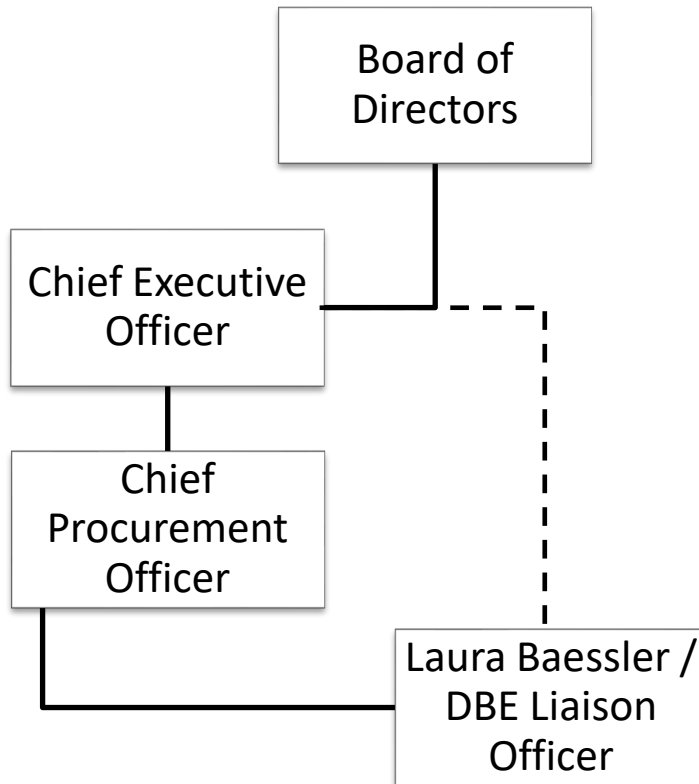 Board of
Directors
Chief Executive
Officer
Chief
Procurement
Officer
Laura Baessler /
DBE Liaison
Officer